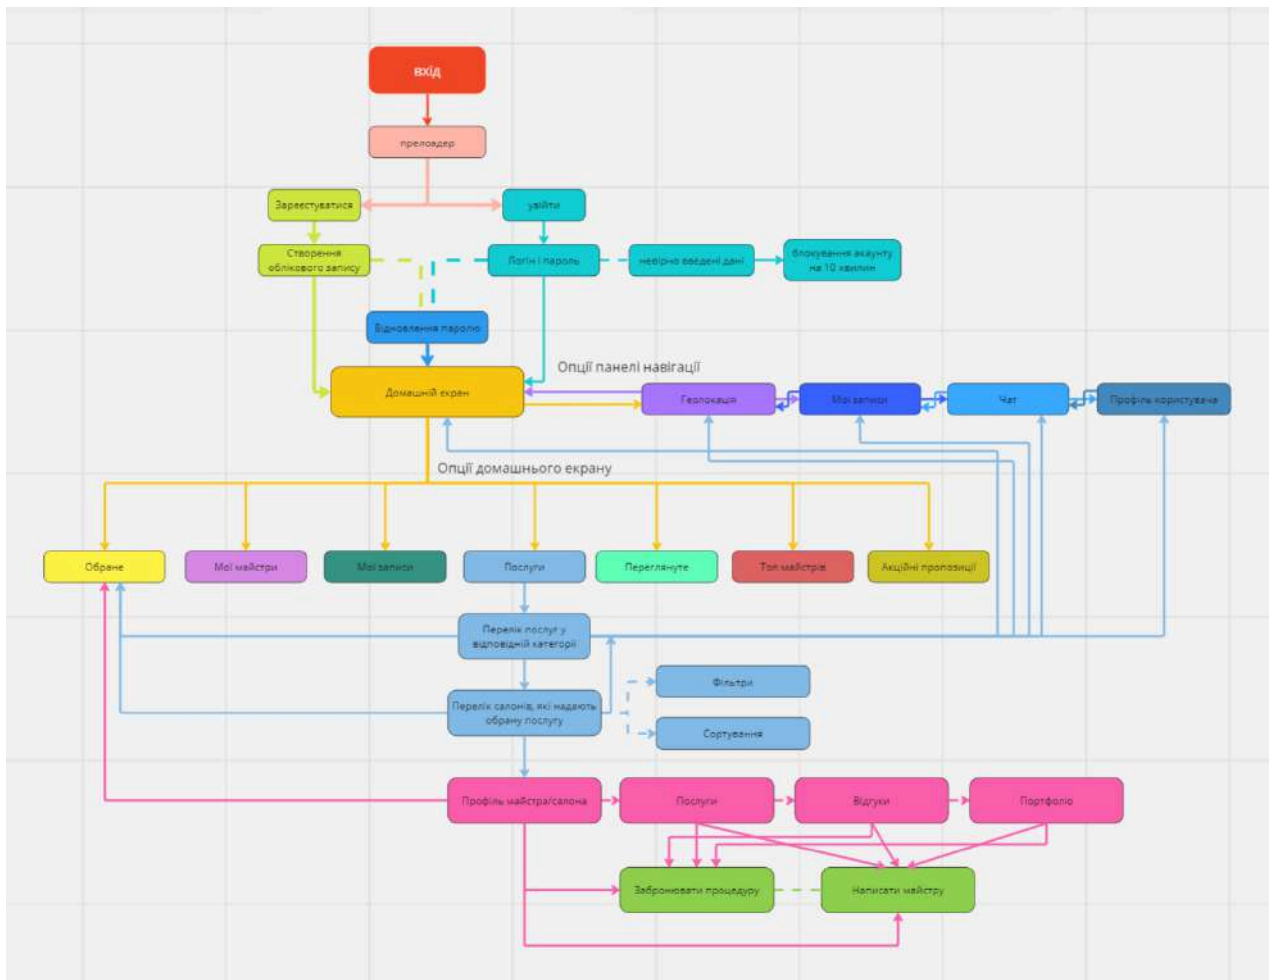 вхід
прелоадер
Зареєстуватися
увійти
Створення
облікового запису
Логін і пароль
невірно введені дані
блокування акаунту
на 10 хвилин
Відновлення паролю
Опції панелі навігації
Домашній екран
Геолокація
Мої записи
Чат
Профіль користувача
Опції домашнього екрану
Обране
Мої майстри
Мої записи
Послуги
Переглянуте
Топ майстрів
Акційні пропозиції
Перелік послуг у
відповідній категорії
Фільтри
Перелік салонів, які надають
обрану послугу
Сортування
Профіль майстра/салона
Послуги
Відгуки
Портфоліо
Забронювати процедуру
Написати майстру